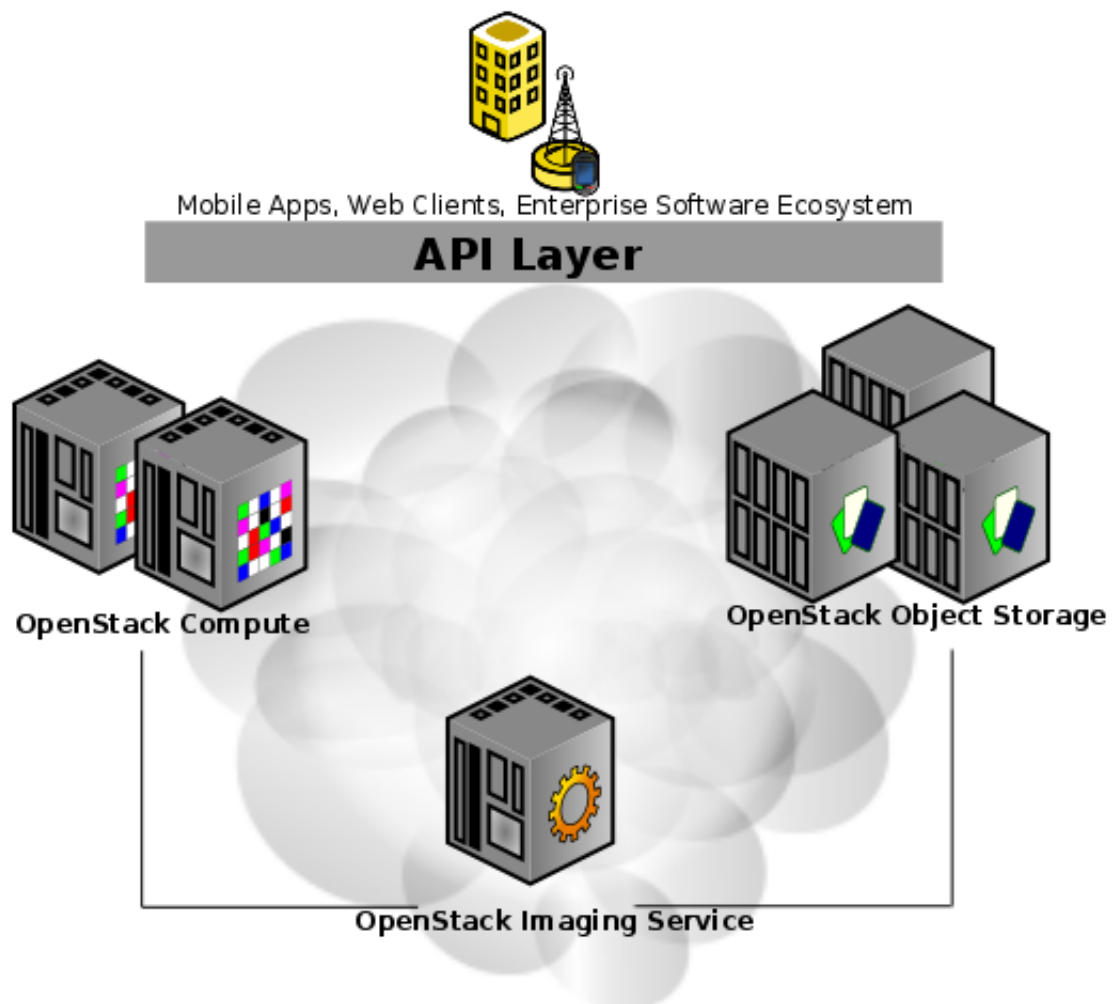 Mobile Apps, Web Clients, Enterprise Software Ecosystem
API Layer
OpenStack Compute
OpenStack Object Storage
OpenStack Imaging Service